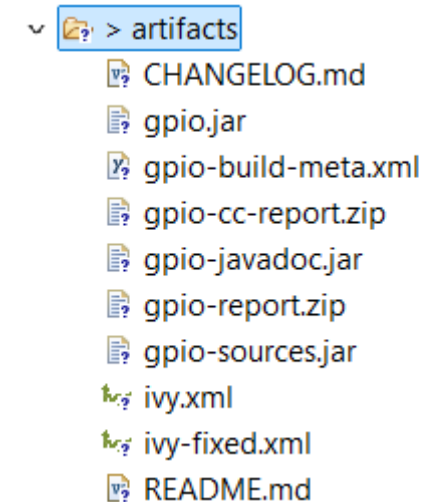 > artifacts
CHANGELOG.md
gpio.jar
gpio-build-meta.xml
gpio-cc-report.zip
gpio-javadoc.jar
gpio-report.zip
gpio-sources.jar
ivy.xml
ivy-fixed.xml
README.md